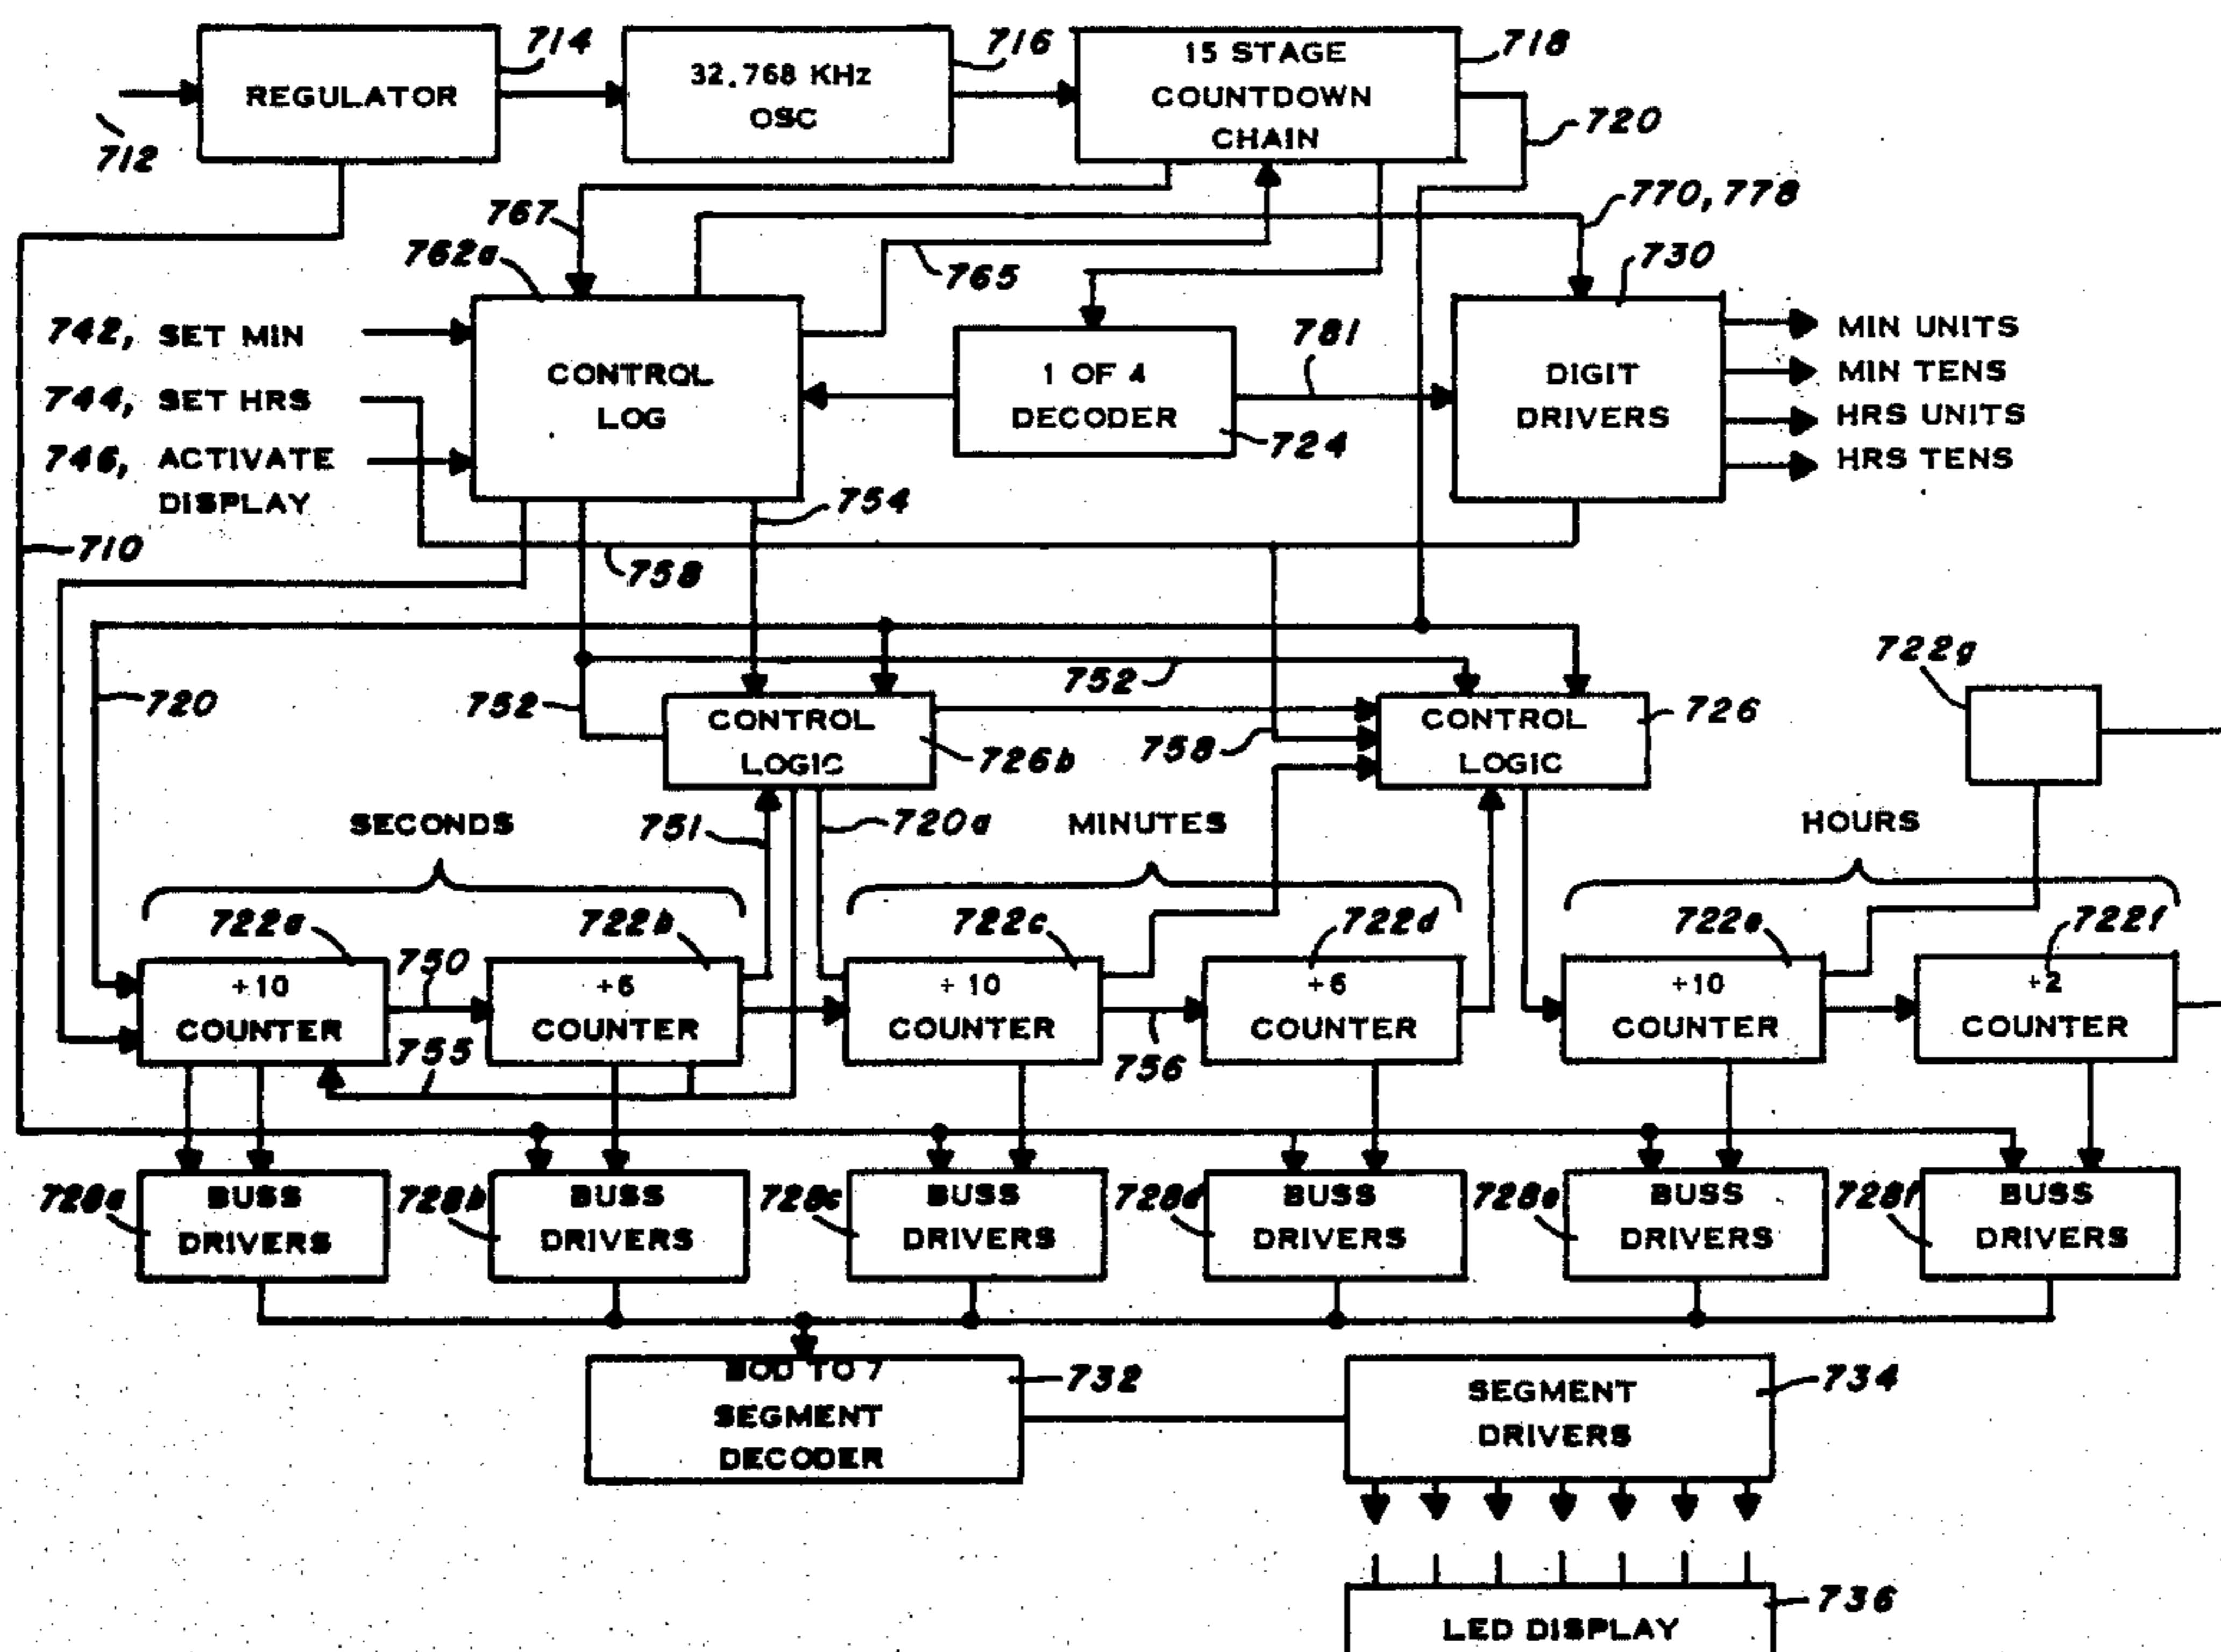 714
716
718
REGULATOR
32.768 KHz
OSC
15 STAGE
COUNTDOWN
CHAIN
720
712
767
770, 778
762a
765
730
742, SET MIN
744, SET HRS
746, ACTIVATE
DISPLAY
CONTROL
LOG
1 OF 4
DECODER
724
781
DIGIT
DRIVERS
MIN UNITS
MIN TENS
HRS UNITS
HRS TENS
754
710
758
720
752
752
722g
CONTROL
LOGIC
726b
758
CONTROL
LOGIC
726
SECONDS
751
720a
MINUTES
HOURS
722a
722b
722c
722d
722e
722f
+10
COUNTER
750
+6
COUNTER
+10
COUNTER
+6
COUNTER
+10
COUNTER
+2
COUNTER
755
756
728a
BUSS
DRIVERS
728b
BUSS
DRIVERS
728c
BUSS
DRIVERS
728d
BUSS
DRIVERS
728e
BUSS
DRIVERS
728f
BUSS
DRIVERS
BCD TO 7
SEGMENT
DECODER
732
SEGMENT
DRIVERS
734
LED DISPLAY
736